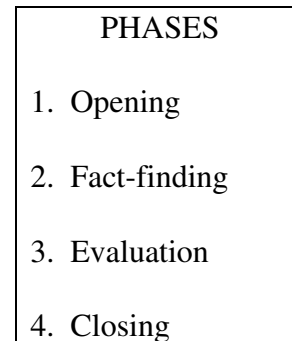 PHASES
1. Opening
2. Fact-finding
3. Evaluation
4. Closing